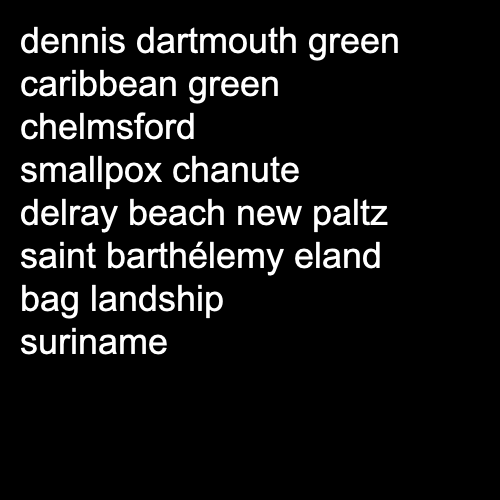 dennis dartmouth green
caribbean green
chelmsford
smallpox chanute
delray beach new paltz
saint barthélemy eland
bag landship
suriname